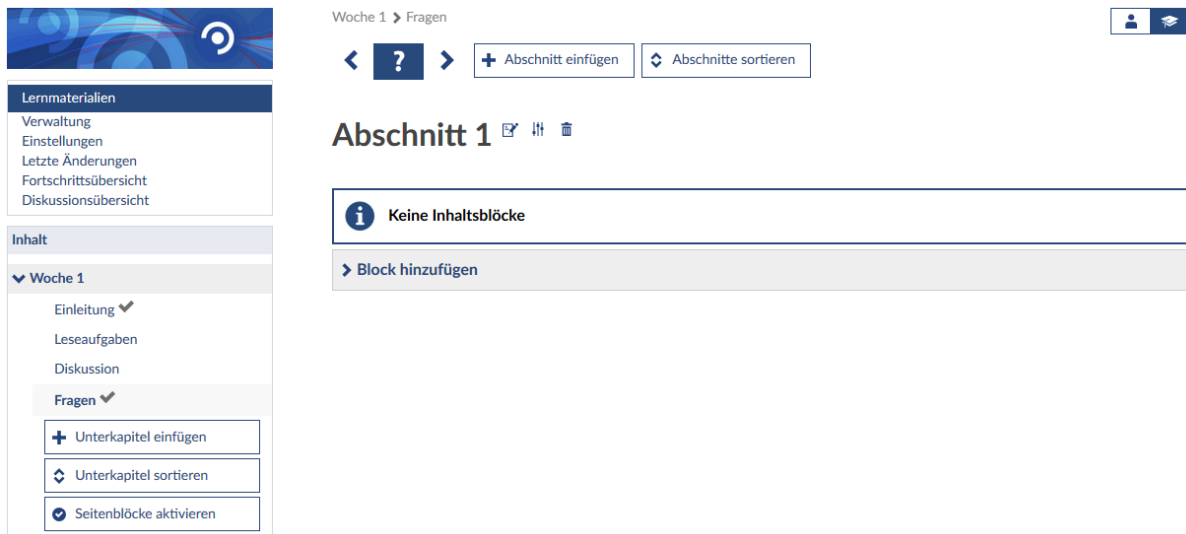 Woche 1 > Fragen
? Abschnitt einfügen Abschnitte sortieren
Lernmaterialien
Verwaltung
Einstellungen
Letzte Änderungen
Fortschrittsübersicht
Diskussionsübersicht
Abschnitt 1
Keine Inhaltsblöcke
Block hinzufügen
Inhalt
Woche 1
Einleitung
Leseaufgaben
Diskussion
Fragen
Unterkapitel einfügen
Unterkapitel sortieren
Seitenblöcke aktivieren